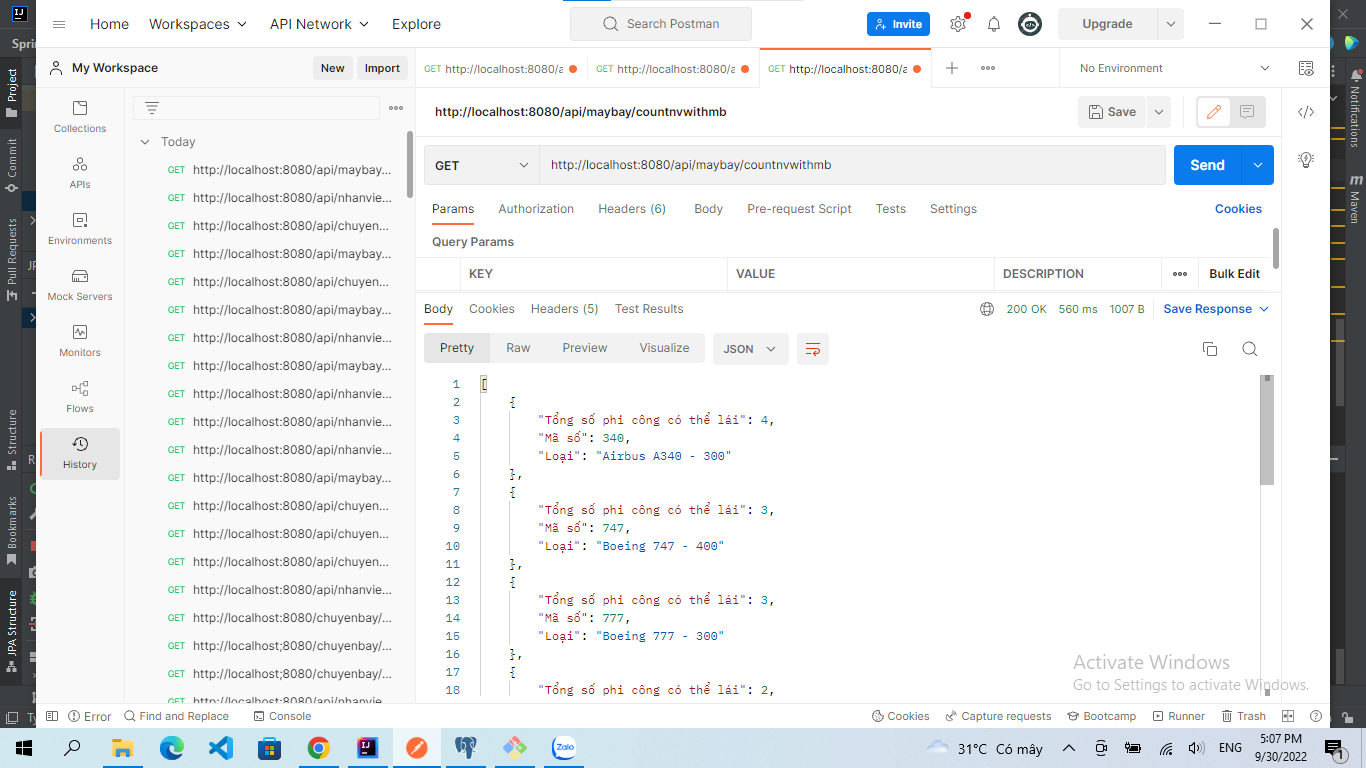 Home
Workspaces
API Network
Explore
Search Postman
Invite
Upgrade
Sprin
My Workspace
New
Import
GET http://localhost:8080/a
GET http://localhost:8080/a
GET http://localhost:8080/a
No Environment
Project
Commit
Pull Request
Structure
Bookmarks
JPA Structure
Collections
APIs
Environments
Mock Servers
Monitors
Flows
History
Today
GET http://localhost:8080/api/maybay...
GET http://localhost:8080/api/nhanvie...
GET http://localhost:8080/api/chuyen...
GET http://localhost:8080/api/maybay...
GET http://localhost:8080/api/chuyen...
GET http://localhost:8080/api/maybay...
GET http://localhost:8080/api/nhanvie...
GET http://localhost:8080/api/maybay...
GET http://localhost:8080/api/nhanvie...
GET http://localhost:8080/api/nhanvie...
GET http://localhost:8080/api/nhanvie...
GET http://localhost:8080/api/maybay...
GET http://localhost:8080/api/chuyen...
GET http://localhost:8080/api/chuyen...
GET http://localhost:8080/api/chuyen...
GET http://localhost:8080/api/nhanvie...
GET http://localhost:8080/chuyenbay/...
GET http://localhost:8080/chuyenbay/...
GET http://localhost:8080/chuyenbay/...
GET http://localhost:8080/api/nhanvie
http://localhost:8080/api/maybay/countnvwithmb
Save
GET
http://localhost:8080/api/maybay/countnvwithmb
Send
Params
Authorization
Headers (6)
Body
Pre-request Script
Tests
Settings
Cookies
Query Params
KEY
VALUE
DESCRIPTION
Bulk Edit
Body
Cookies
Headers (5)
Test Results
200 OK
560 ms
1007 B
Save Response
Pretty
Raw
Preview
Visualize
JSON
1 [
2 {
3 "Tổng số phi công có thể lái": 4,
4 "Mã số": 340,
5 "Loại": "Airbus A340 - 300"
6 },
7 {
8 "Tổng số phi công có thể lái": 3,
9 "Mã số": 747,
10 "Loại": "Boeing 747 - 400"
11 },
12 {
13 "Tổng số phi công có thể lái": 3,
14 "Mã số": 777,
15 "Loại": "Boeing 777 - 300"
16 },
17 {
18 "Tổng số phi công có thể lái": 2,
Notifications
Maven
Activate Windows
Go to Settings to activate Windows.
Error
Find and Replace
Console
Cookies
Capture requests
Bootcamp
Runner
Trash
Zalo
31°C Có mây
ENG
5:07 PM
9/30/2022
1